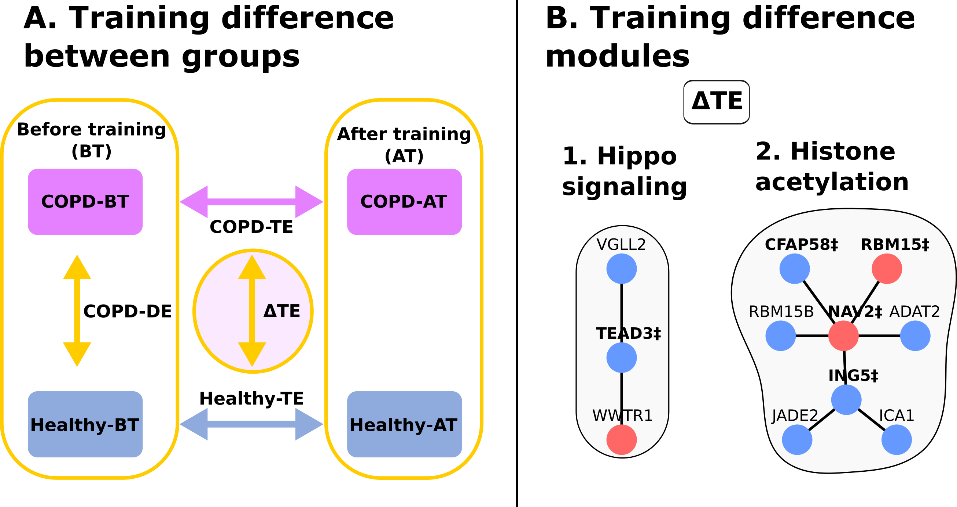 A. Training difference
between groups
Before training
(BT)
After training
(AT)
COPD-BT
COPD-AT
COPD-TE
COPD-DE
ΔTE
Healthy-TE
Healthy-BT
Healthy-AT
B. Training difference
modules
ΔTE
1. Hippo
signaling
VGLL2
TEAD3‡
WWTR1
2. Histone
acetylation
CFAP58‡
RBM15‡
RBM15B
NAV2‡
ADAT2
ING5‡
JADE2
ICA1